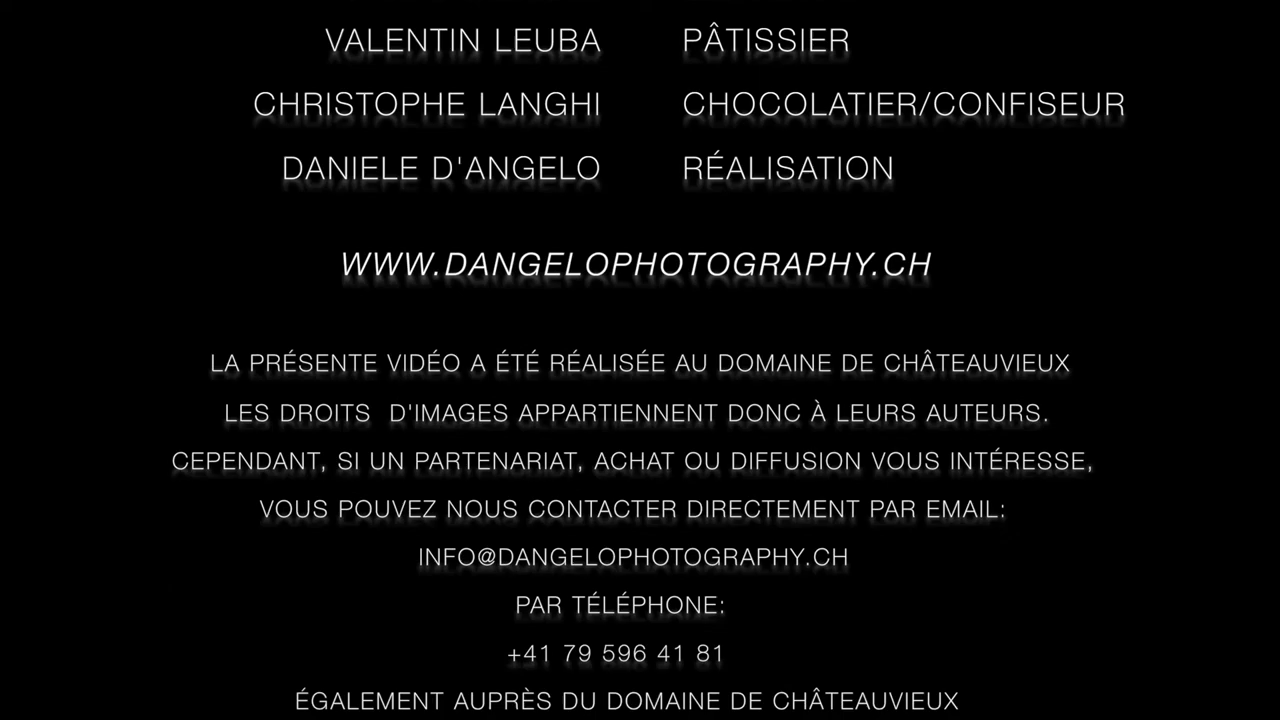 VALENTIN LEUBA PÂTISSIER
CHRISTOPHE LANGHI CHOCOLATIER/CONFISEUR
DANIELE D'ANGELO RÉALISATION
WWW.DANGELOPHOTOGRAPHY.CH
LA PRÉSENTE VIDÉO A ÉTÉ RÉALISÉE AU DOMAINE DE CHÂTEAUVIEUX
LES DROITS  D'IMAGES APPARTIENNENT DONC À LEURS AUTEURS.
CEPENDANT, SI UN PARTENARIAT, ACHAT OU DIFFUSION VOUS INTÉRESSE,
VOUS POUVEZ NOUS CONTACTER DIRECTEMENT PAR EMAIL:
INFO@DANGELOPHOTOGRAPHY.CH
PAR TÉLÉPHONE:
+41 79 596 41 81
ÉGALEMENT AUPRÈS DU DOMAINE DE CHÂTEAUVIEUX